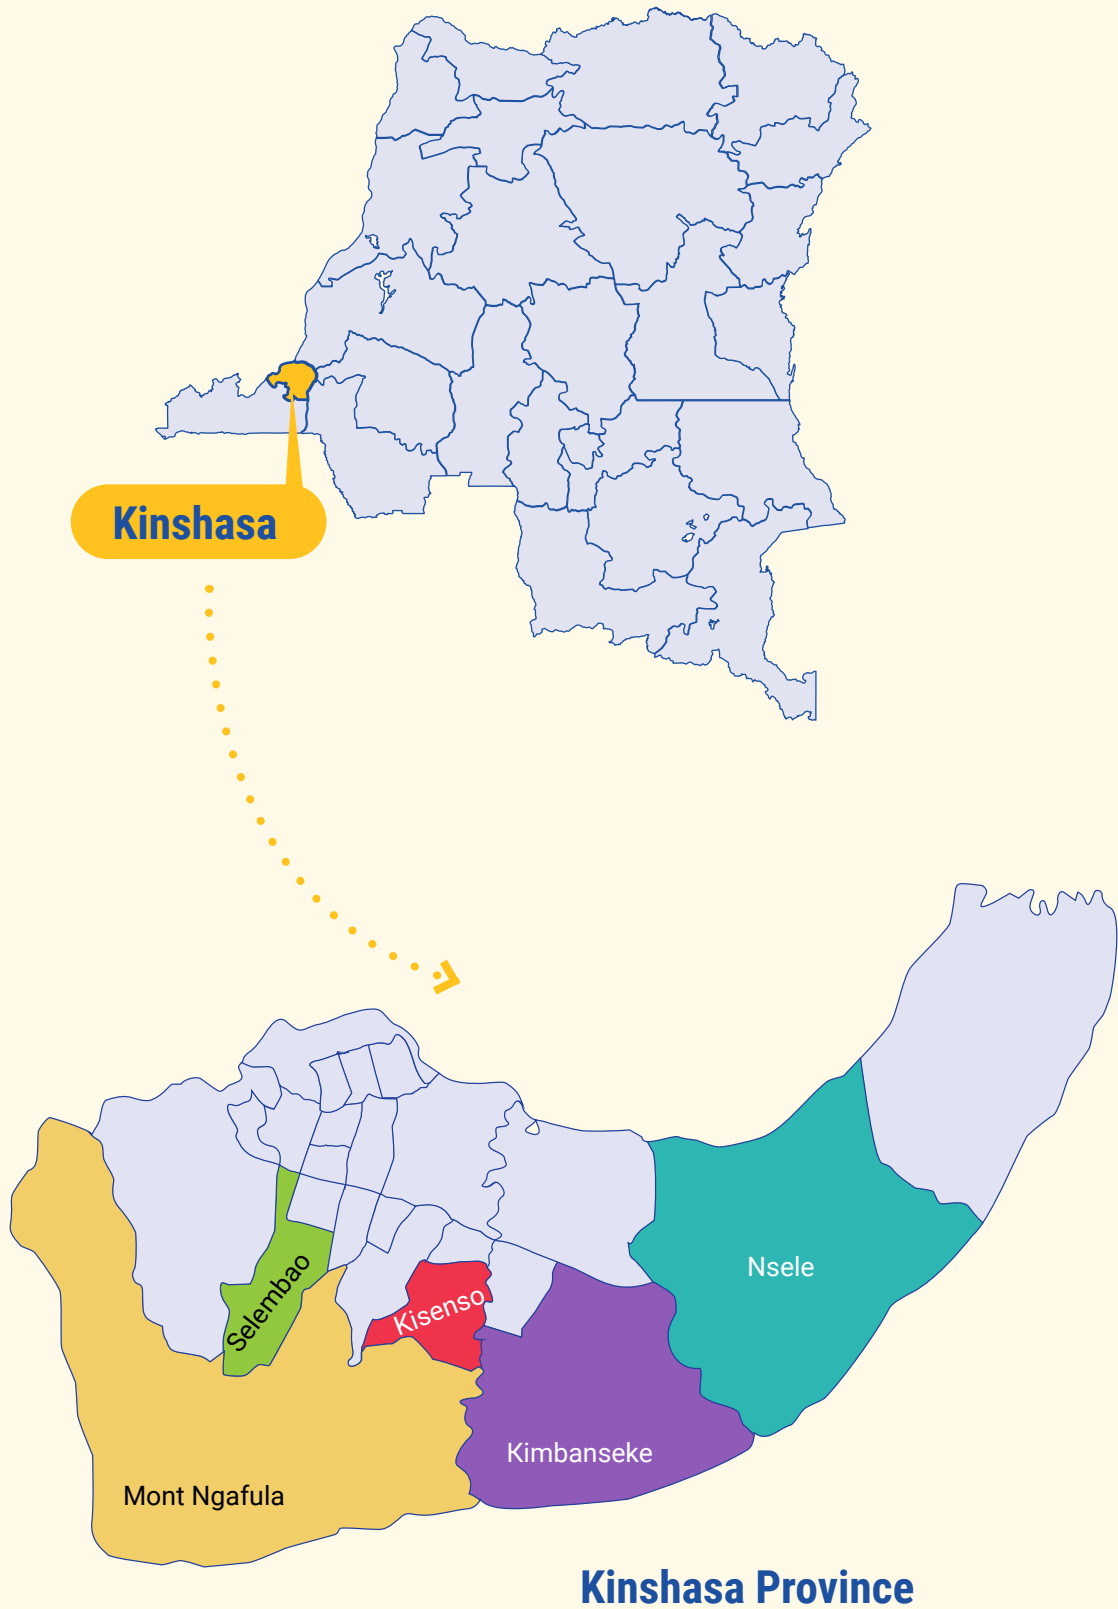 Kinshasa
Nsele
Selembao
Kisenso
Kimbanseke
Mont Ngafula
Kinshasa Province